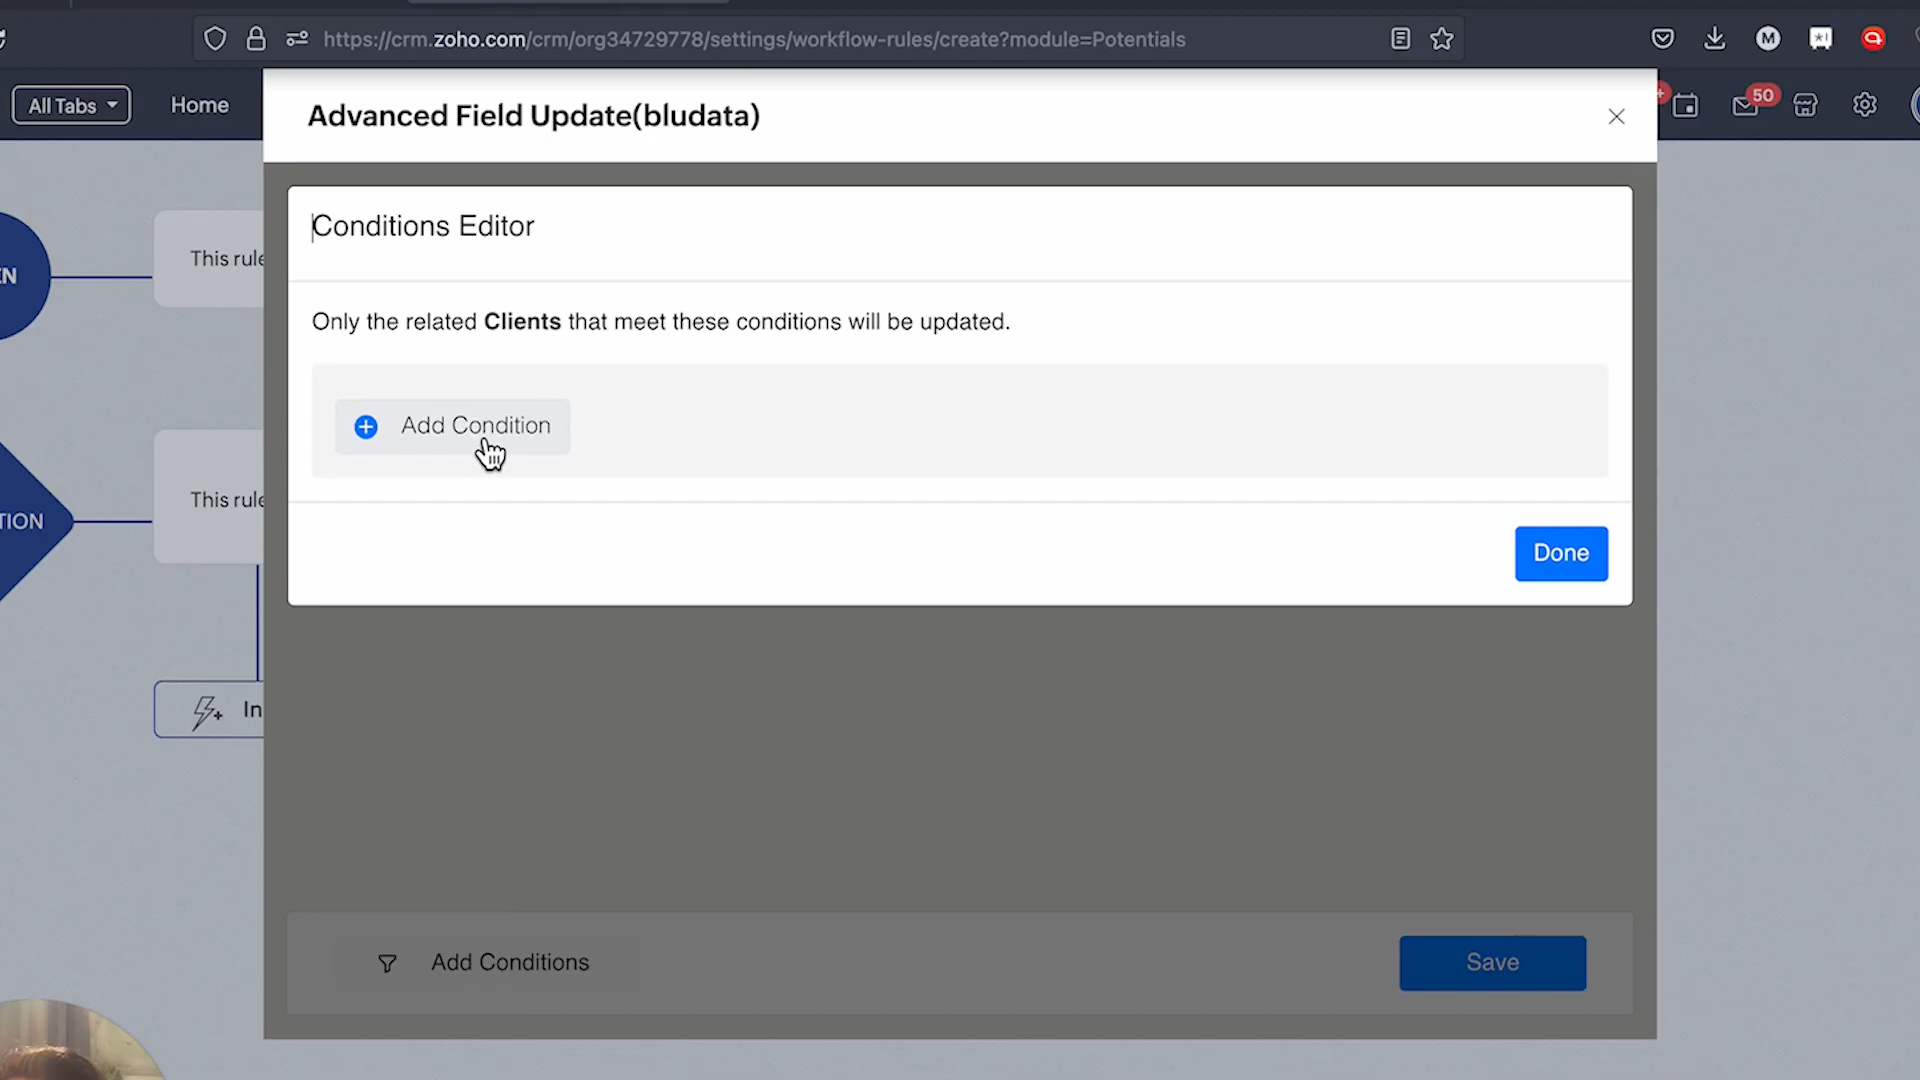 https://crm.zoho.com/crm/org34729778/settings/workflow-rules/create?module=Potentials
M
All Tabs
Home
50
Advanced Field Update(bludata)
Conditions Editor
This rule
Only the related Clients that meet these conditions will be updated.
Add Condition
This rule
TION
Done
In
Add Conditions
Save